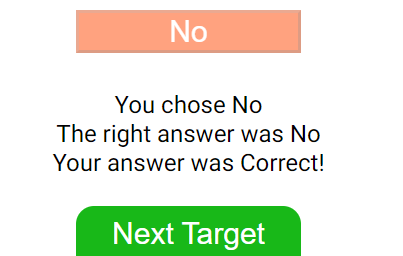 No
You chose No
The right answer was No
Your answer was Correct!
Next Target